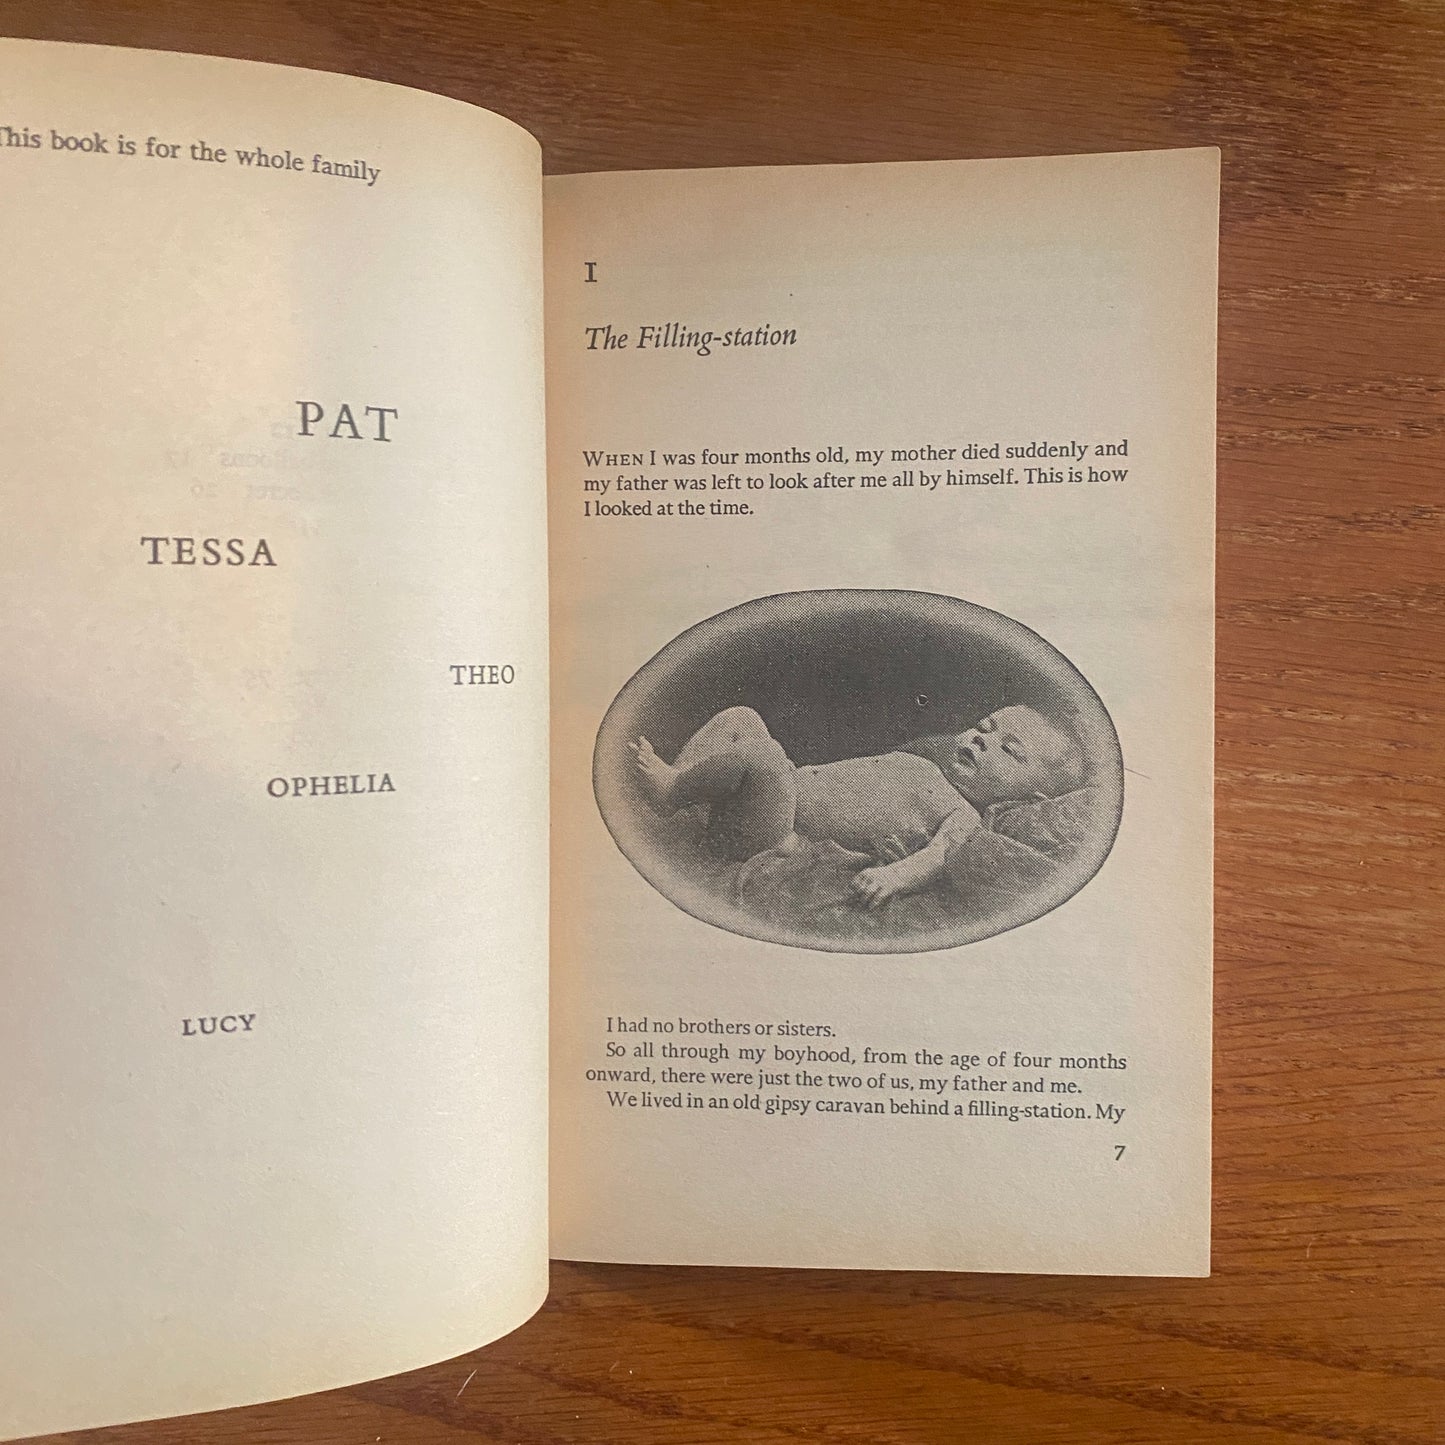 This book is for the whole family
PAT
TESSA
THEO
OPHELIA
LUCY
I
The Filling-station
WHEN I was four months old, my mother died suddenly and
my father was left to look after me all by himself. This is how
I looked at the time.
I had no brothers or sisters.
So all through my boyhood, from the age of four months
onward, there were just the two of us, my father and me.
We lived in an old gipsy caravan behind a filling-station. My
7